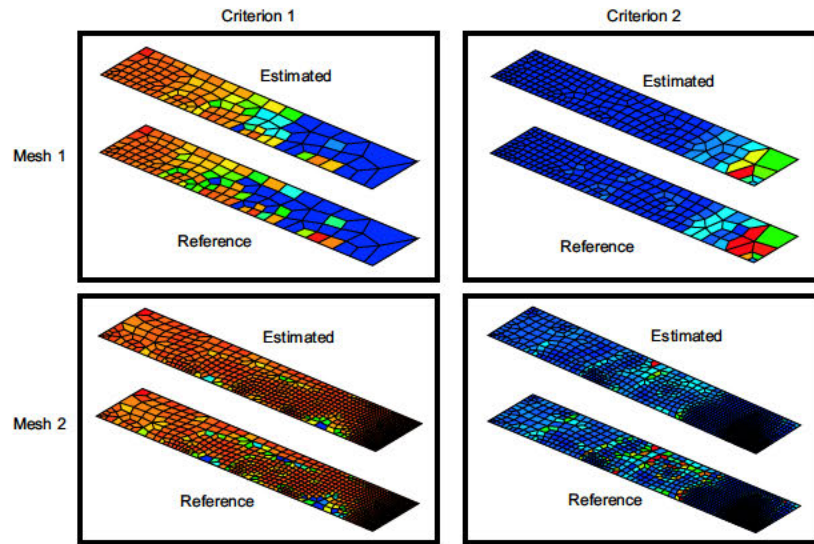 Criterion 1
Criterion 2
Mesh 1
Estimated
Reference
Estimated
Reference
Mesh 2
Estimated
Reference
Estimated
Reference